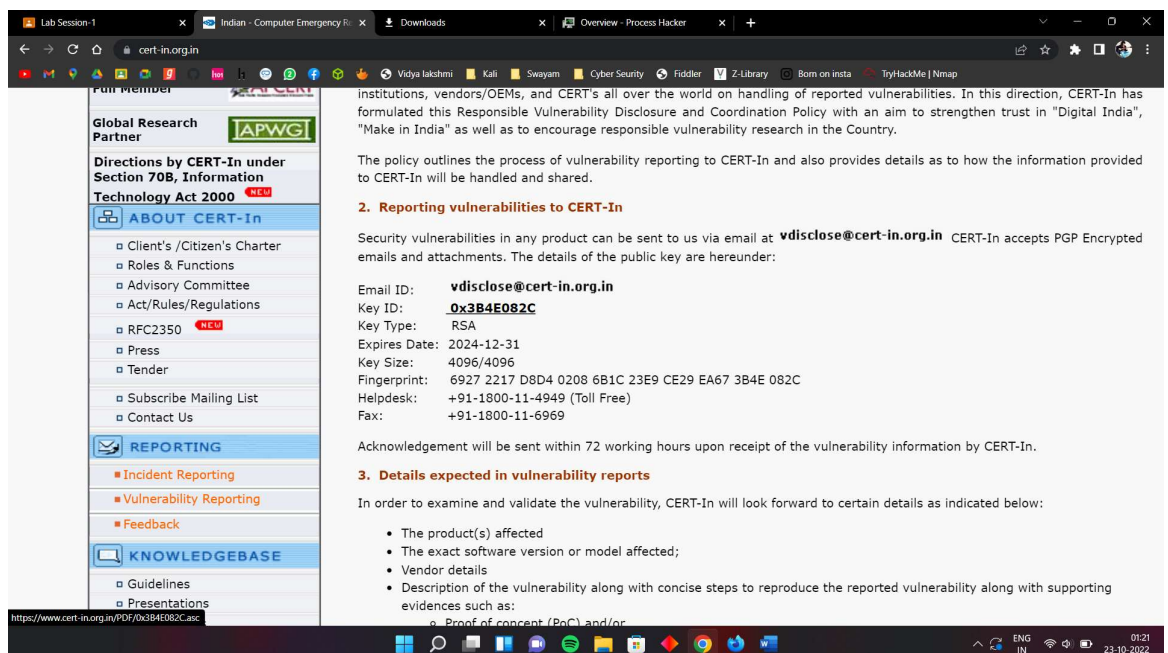 Lab Session-1
Indian - Computer Emergency Re
Downloads
Overview - Process Hacker
cert-in.org.in
Vidya lakshmi
Kali
Swayam
Cyber Seurity
Fiddler
Z-Library
Born on insta
TryHackMe | Nmap
Full Member
Global Research
Partner
APWG
Directions by CERT-In under
Section 70B, Information
Technology Act 2000 NEW
ABOUT CERT-In
Client's /Citizen's Charter
Roles & Functions
Advisory Committee
Act/Rules/Regulations
RFC2350 NEW
Press
Tender
Subscribe Mailing List
Contact Us
REPORTING
Incident Reporting
Vulnerability Reporting
Feedback
KNOWLEDGEBASE
Guidelines
Presentations
https://www.cert-in.org.in/PDF/0x3B4E082C.asc
institutions, vendors/OEMs, and CERT's all over the world on handling of reported vulnerabilities. In this direction, CERT-In has
formulated this Responsible Vulnerability Disclosure and Coordination Policy with an aim to strengthen trust in "Digital India",
"Make in India" as well as to encourage responsible vulnerability research in the Country.
The policy outlines the process of vulnerability reporting to CERT-In and also provides details as to how the information provided
to CERT-In will be handled and shared.
2. Reporting vulnerabilities to CERT-In
Security vulnerabilities in any product can be sent to us via email at vdisclose@cert-in.org.in CERT-In accepts PGP Encrypted
emails and attachments. The details of the public key are hereunder:
Email ID: vdisclose@cert-in.org.in
Key ID: 0x3B4E082C
Key Type: RSA
Expires Date: 2024-12-31
Key Size: 4096/4096
Fingerprint: 6927 2217 D8D4 0208 6B1C 23E9 CE29 EA67 3B4E 082C
Helpdesk: +91-1800-11-4949 (Toll Free)
Fax: +91-1800-11-6969
Acknowledgement will be sent within 72 working hours upon receipt of the vulnerability information by CERT-In.
3. Details expected in vulnerability reports
In order to examine and validate the vulnerability, CERT-In will look forward to certain details as indicated below:
The product(s) affected
The exact software version or model affected;
Vendor details
Description of the vulnerability along with concise steps to reproduce the reported vulnerability along with supporting
evidences such as:
Proof of concept (PoC) and/or
ENG
IN
01:21
23-10-2022